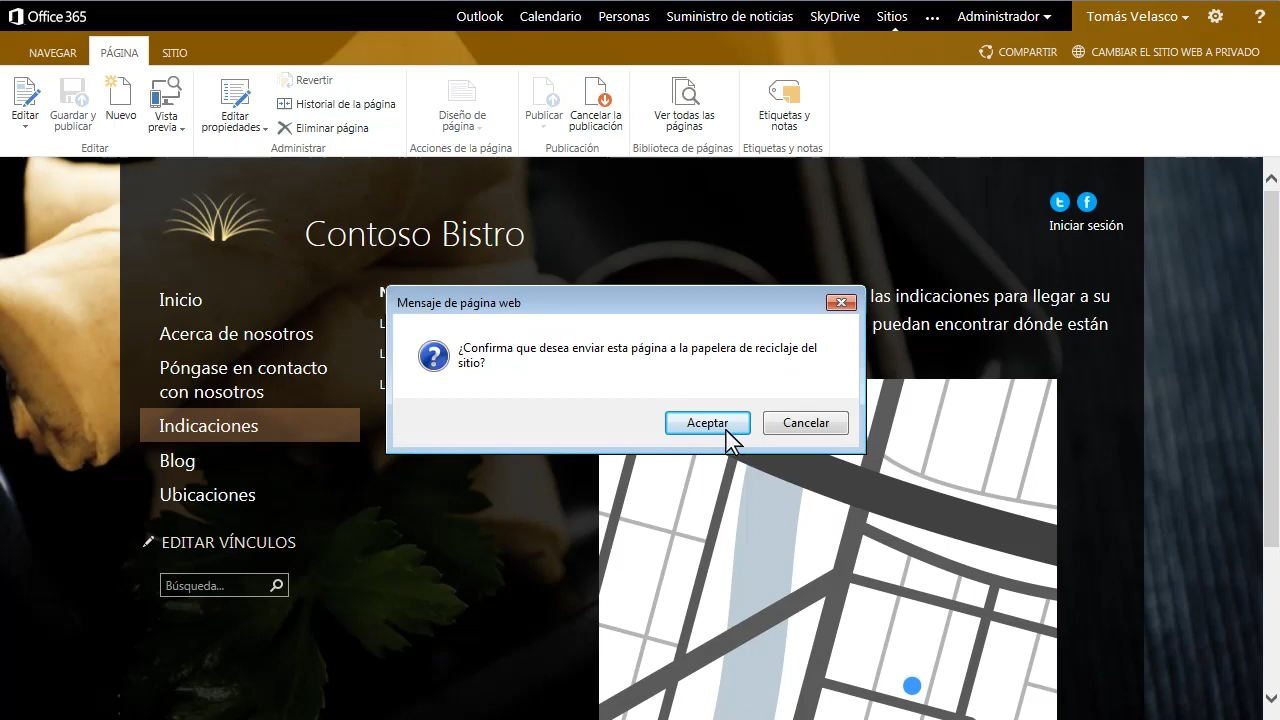 Office 365
Outlook Calendario Personas Suministro de noticias SkyDrive Sitios ••• Administrador Tomás Velasco ?
NAVEGAR PÁGINA SITIO COMPARTIR CAMBIAR EL SITIO WEB A PRIVADO
Editar
Guardar y
publicar
Nuevo
Vista
previa
Editar
Editar
propiedades
Revertir
Historial de la página
Eliminar página
Administrar
Diseño de
página
Acciones de la página
Publicar
Cancelar la
publicación
Publicación
Ver todas las
páginas
Biblioteca de páginas
Etiquetas y
notas
Etiquetas y notas
Iniciar sesión
Contoso Bistro
Inicio
Acerca de nosotros
Póngase en contacto
con nosotros
Indicaciones
Blog
Ubicaciones
EDITAR VÍNCULOS
Búsqueda...
las indicaciones para llegar a su
puedan encontrar dónde están
Mensaje de página web
¿Confirma que desea enviar esta página a la papelera de reciclaje del
sitio?
Aceptar Cancelar